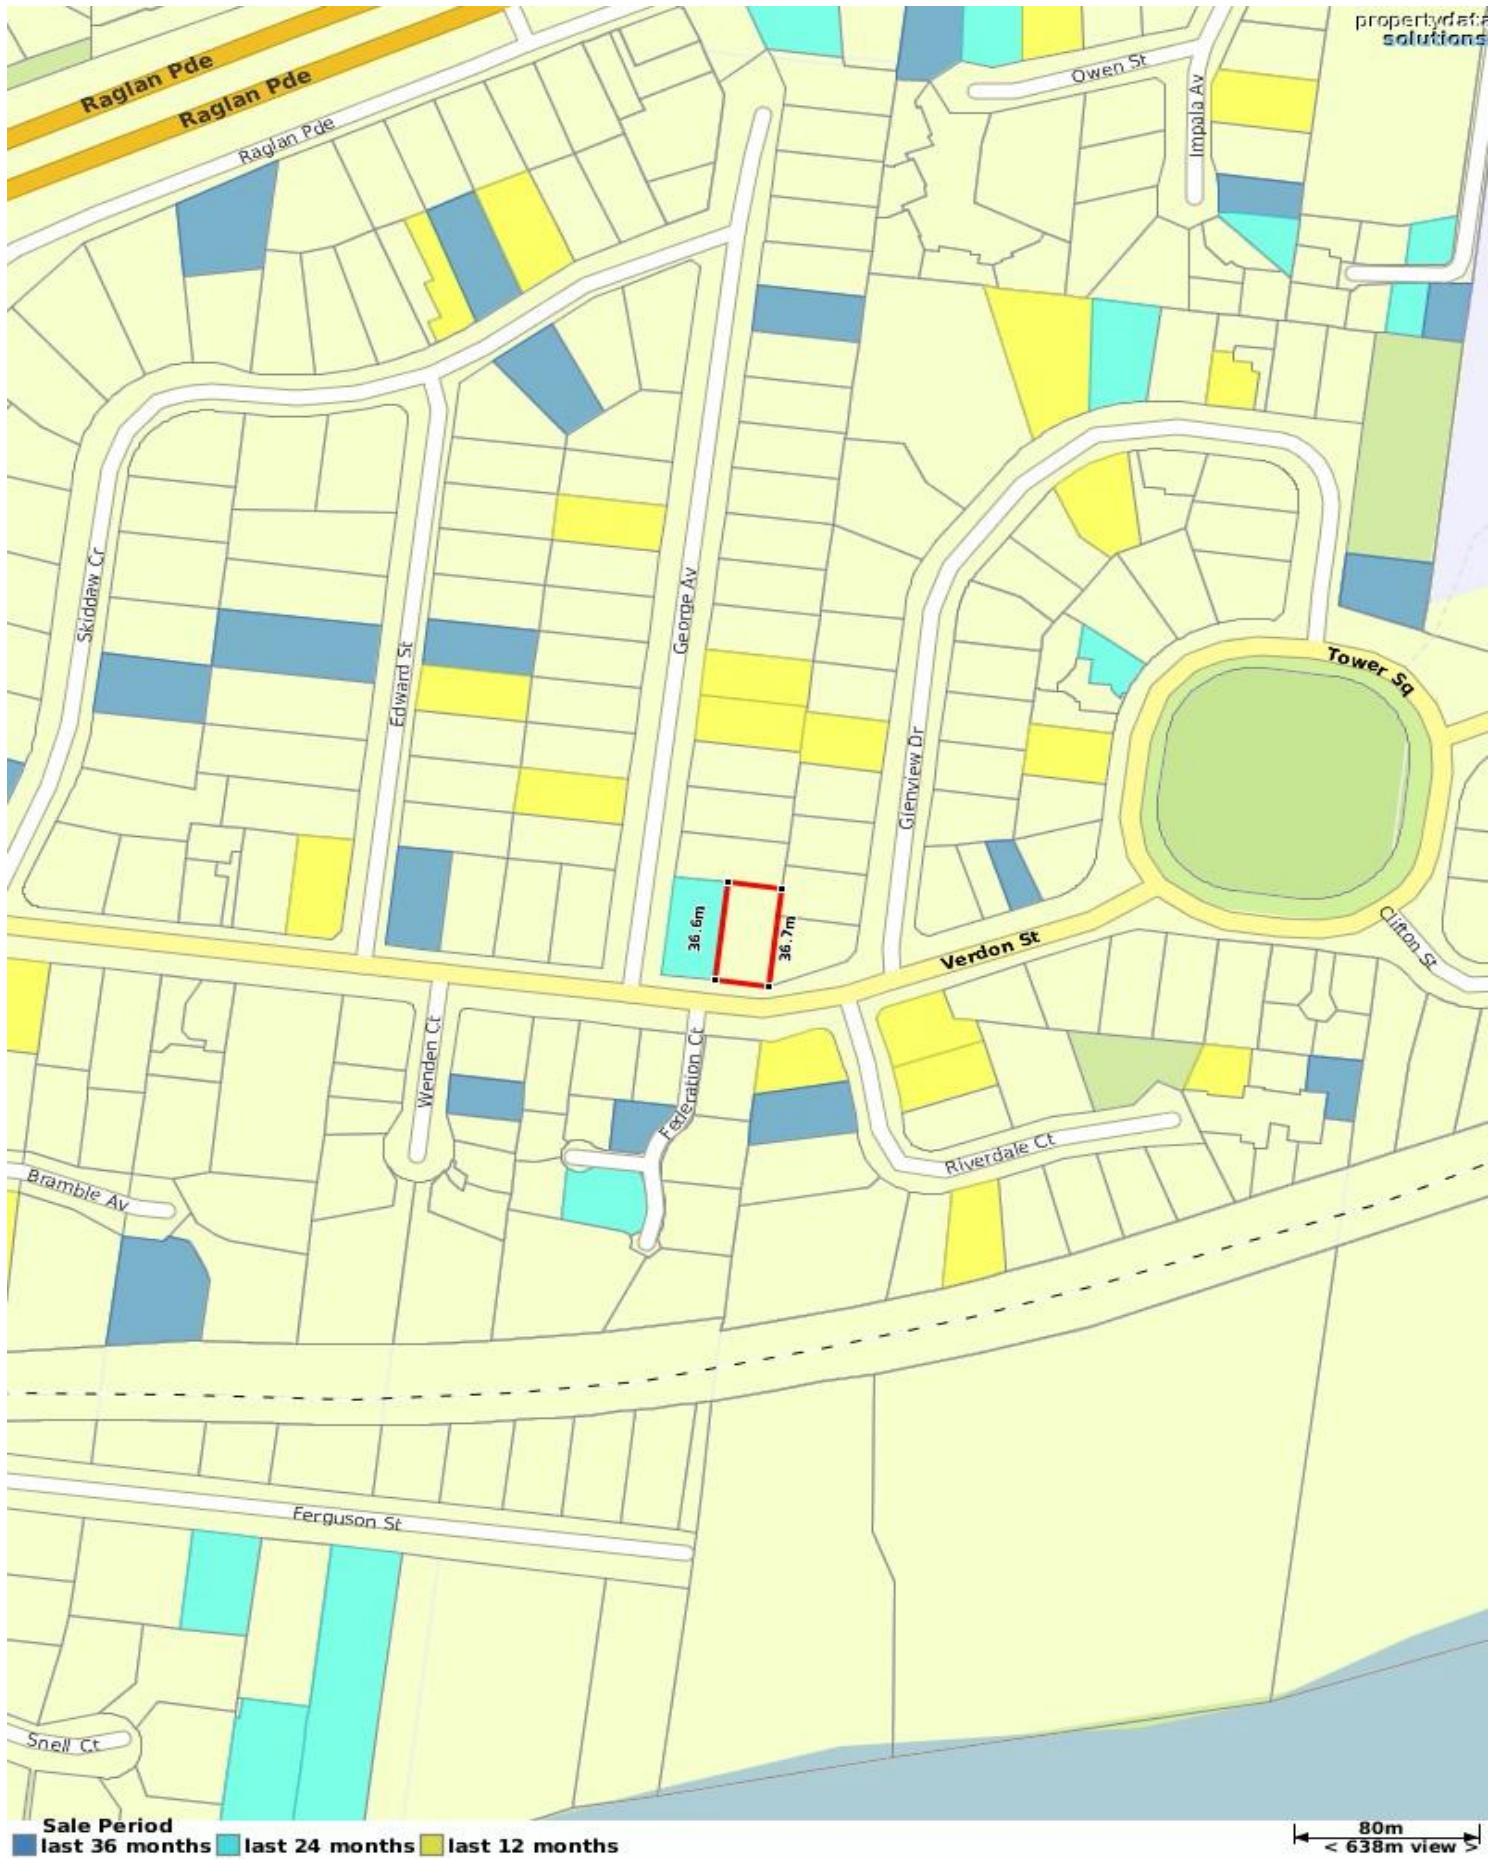 propertydata
solutions
Raglan Pde
Raglan Pde
Raglan Pde
Owen St
Impala Av
Skiddaw Cr
Edward St
George Av
Glenview Dr
Tower Sq
36.6m
36.7m
Verdon St
Clifton St
Wenden Ct
Federation Ct
Riverdale Ct
Bramble Av
Ferguson St
Snell Ct
Sale Period
last 36 months last 24 months last 12 months
80m
< 638m view >